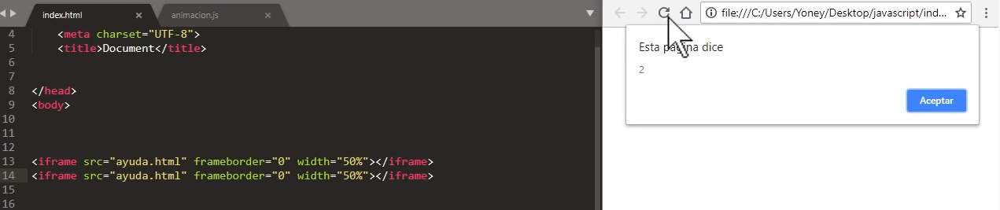 index.html
animacion.js
file:///C:/Users/Yoney/Desktop/javascript/ind...
4 <meta charset="UTF-8">
5 <title>Document</title>
6
7
8 </head>
9 <body>
10
11
12
13 <iframe src="ayuda.html" frameborder="0" width="50%"></iframe>
14 <iframe src="ayuda.html" frameborder="0" width="50%"></iframe>
15
16
Esta página dice
2
Aceptar